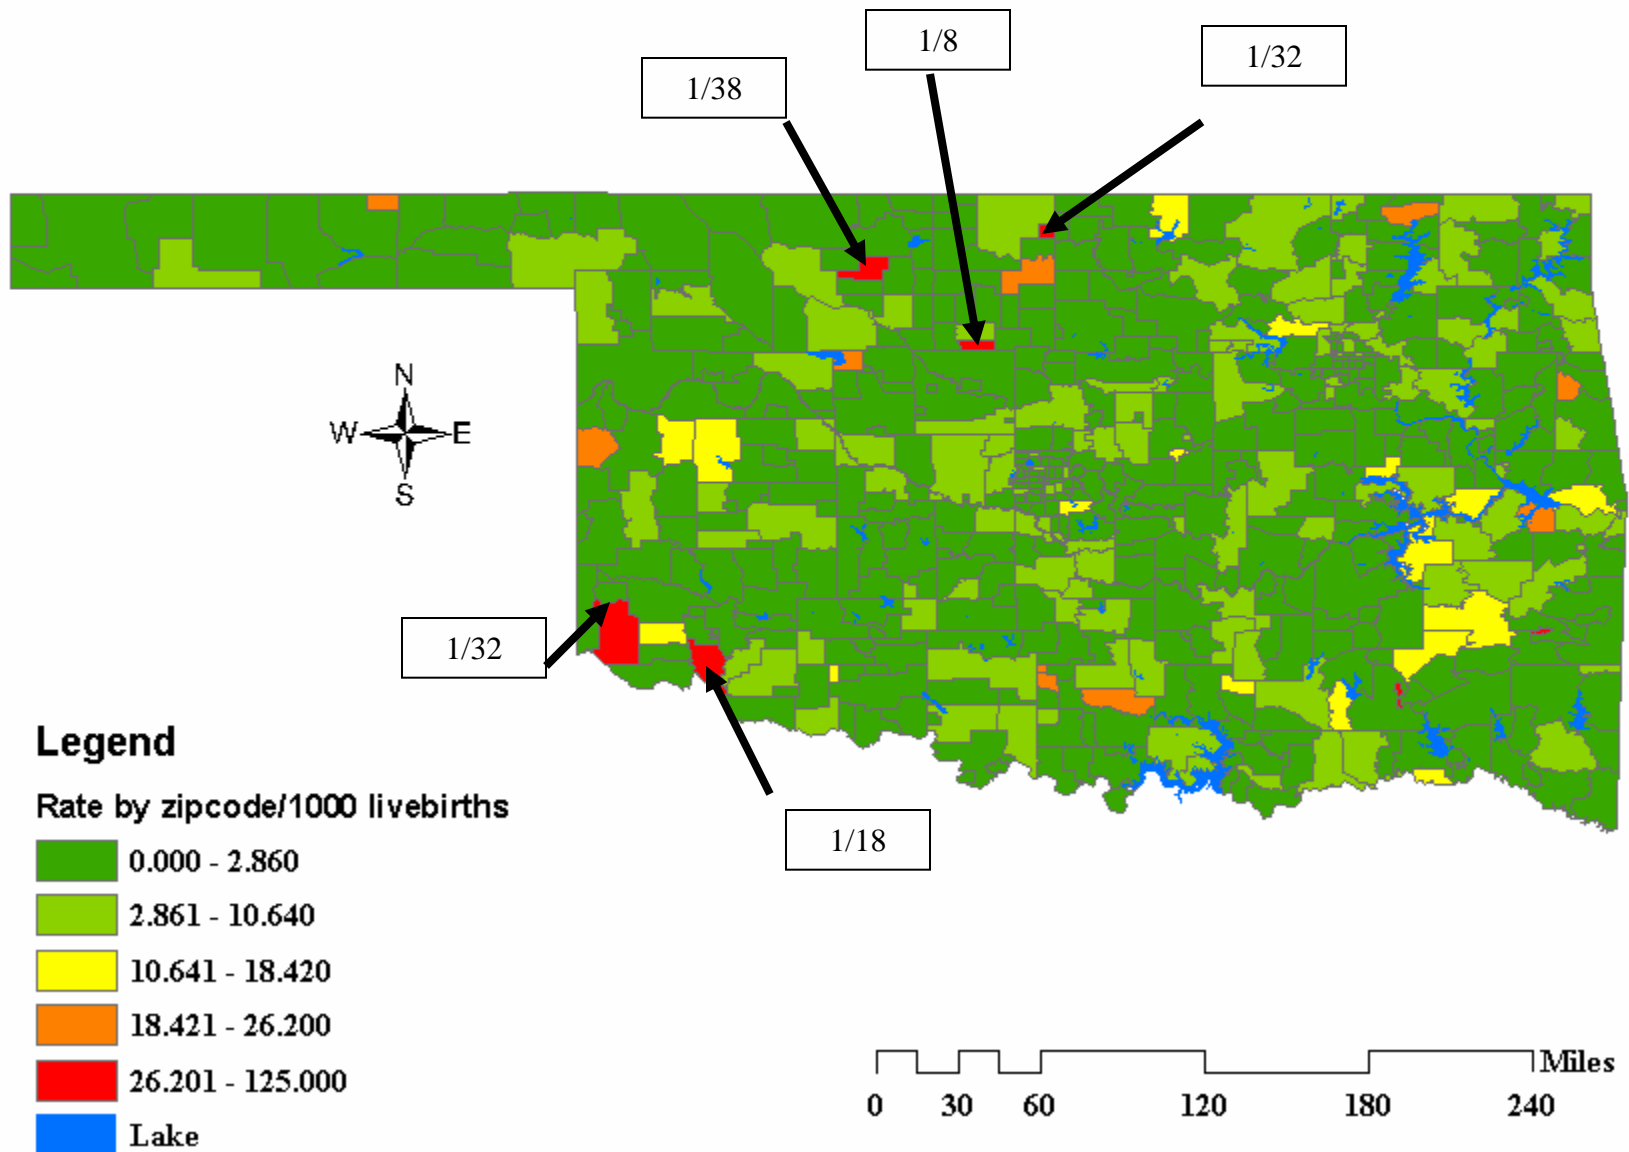 1/8
1/32
1/38
N
W
E
S
1/32
1/18
Legend
Rate by zipcode/1000 livebirths
0.000 - 2.860
2.861 - 10.640
10.641 - 18.420
18.421 - 26.200
26.201 - 125.000
Lake
Miles
0 30 60 120 180 240